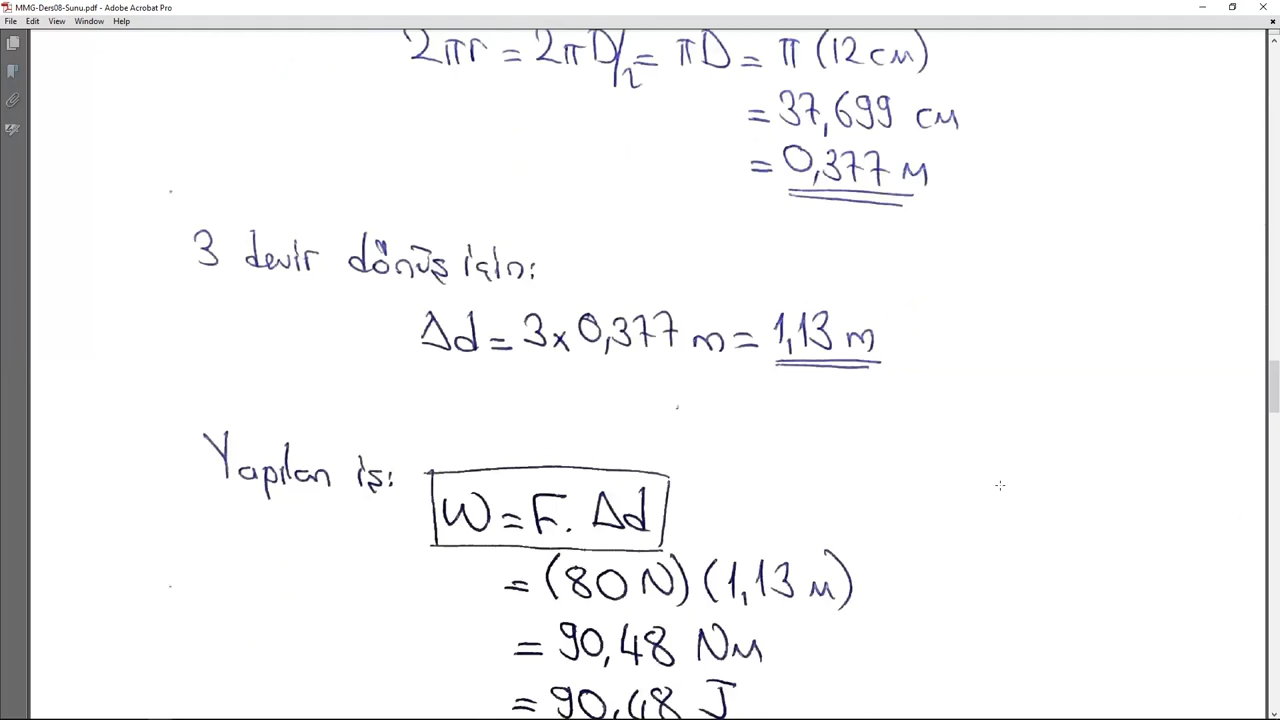 MMG-Ders08-Sunu.pdf - Adobe Acrobat Pro
File Edit View Window Help
2πr = 2πD/2 = πD = π (12 cm)
= 37,699 cm
= 0,377 m
3 devir dönüş için:
Δd = 3 x 0,377 m = 1,13 m
Yapılan iş:
W = F. Δd
= (80 N) (1,13 m)
= 90,48 Nm
= 90,48 J